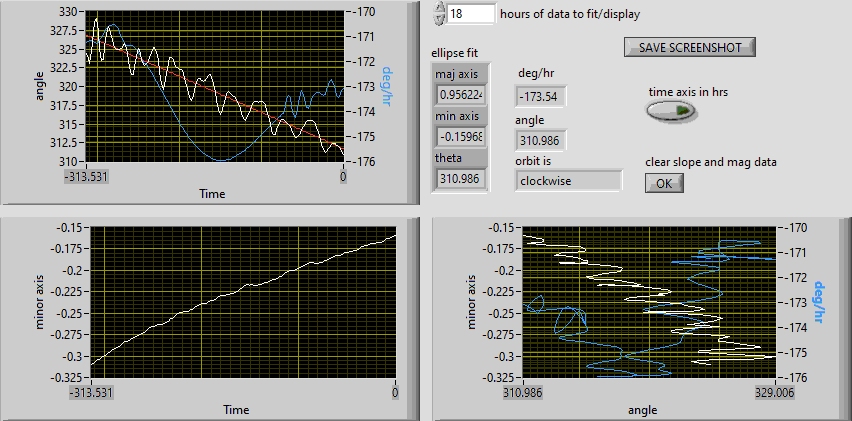 330
327.5
325
322.5
320
317.5
315
312.5
310
angle
-170
-171
-172
-173
-174
-175
-176
deg/hr
-313.531
0
Time
18 hours of data to fit/display
SAVE SCREENSHOT
ellipse fit
maj axis
0.956224
min axis
-0.15968
theta
310.986
deg/hr
-173.54
angle
310.986
orbit is
clockwise
time axis in hrs
clear slope and mag data
OK
-0.15
-0.175
-0.2
-0.225
-0.25
-0.275
-0.3
-0.325
minor axis
-313.531
0
Time
-0.15
-0.175
-0.2
-0.225
-0.25
-0.275
-0.3
-0.325
minor axis
-170
-171
-172
-173
-174
-175
-176
deg/hr
310.986
329.006
angle